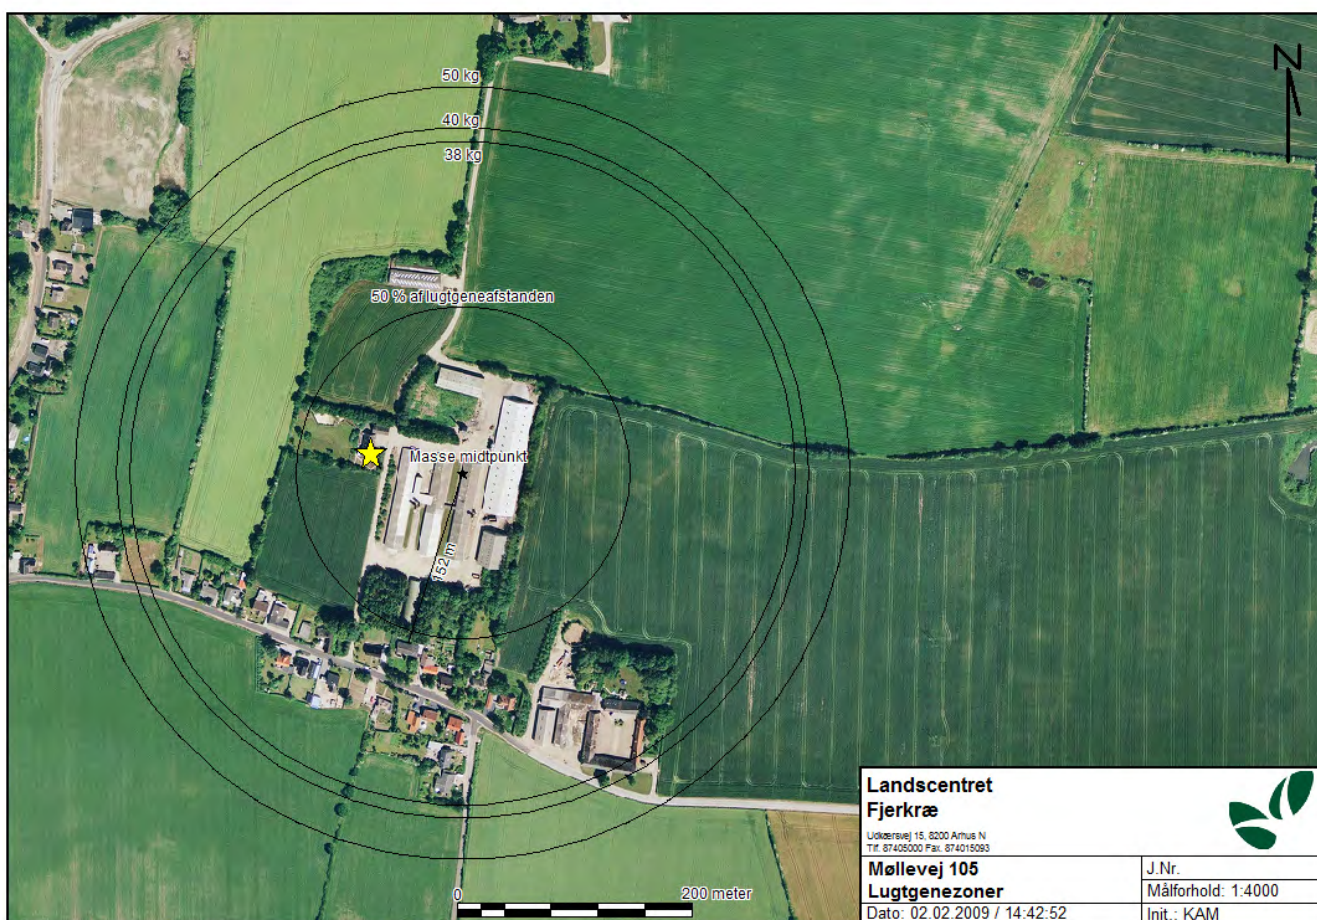 N
50 kg
40 kg
38 kg
50 % af lugtgeneafstanden
Masse midtpunkt
152 m
0
200 meter
Landscentret
Fjerkræ
Udkærsvej 15, 8200 Århus N
Tlf. 87405000 Fax. 874015093
Møllevej 105
Lugtgenezoner
J.Nr.
Målforhold: 1:4000
Dato: 02.02.2009 / 14:42:52
Init.: KAM